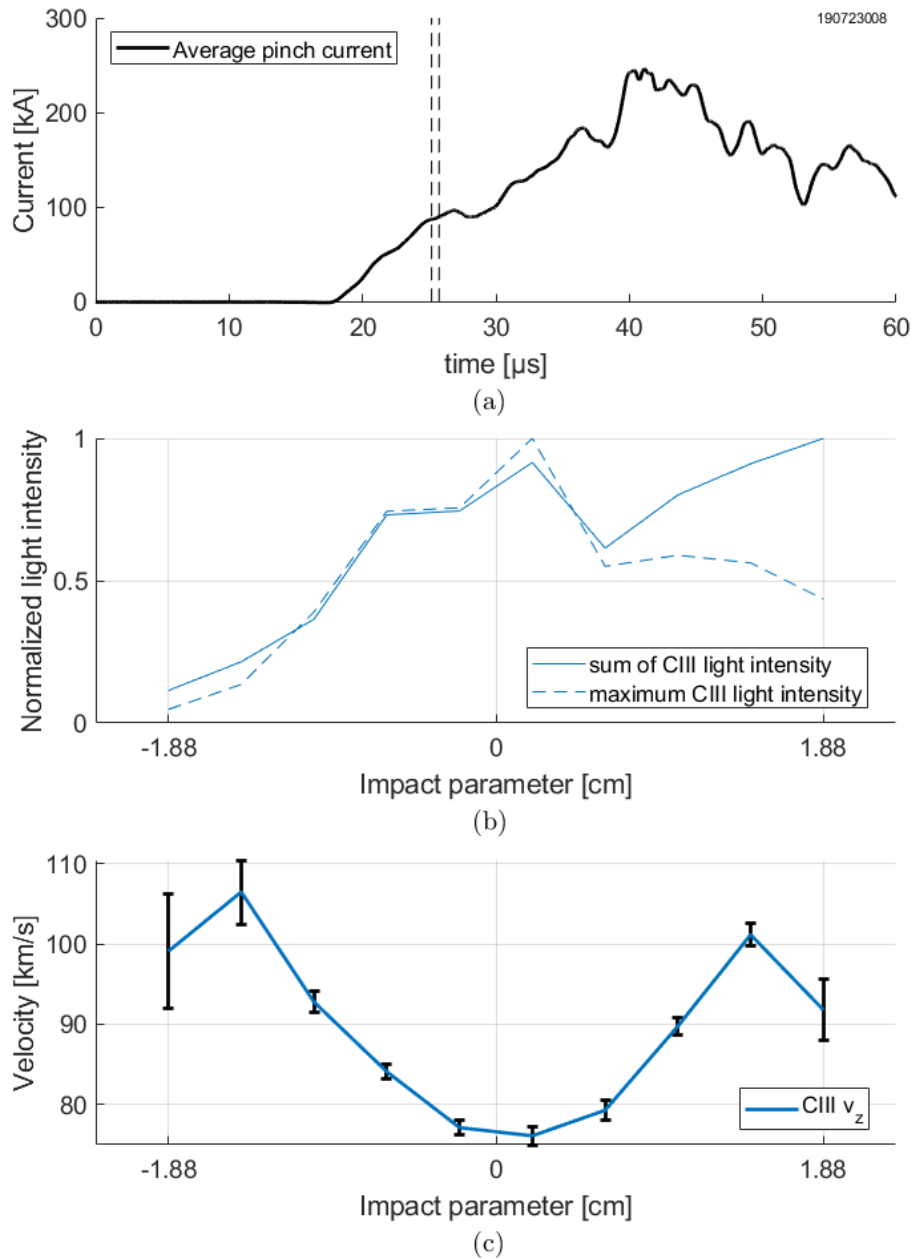 190723008
300
Average pinch current
200
100
0
Current [kA]
0 10 20 30 40 50 60
time [µs]
(a)
1
0.5
0
Normalized light intensity
sum of CIII light intensity
maximum CIII light intensity
-1.88 0 1.88
Impact parameter [cm]
(b)
110
100
90
80
Velocity [km/s]
CIII v_z
-1.88 0 1.88
Impact parameter [cm]
(c)